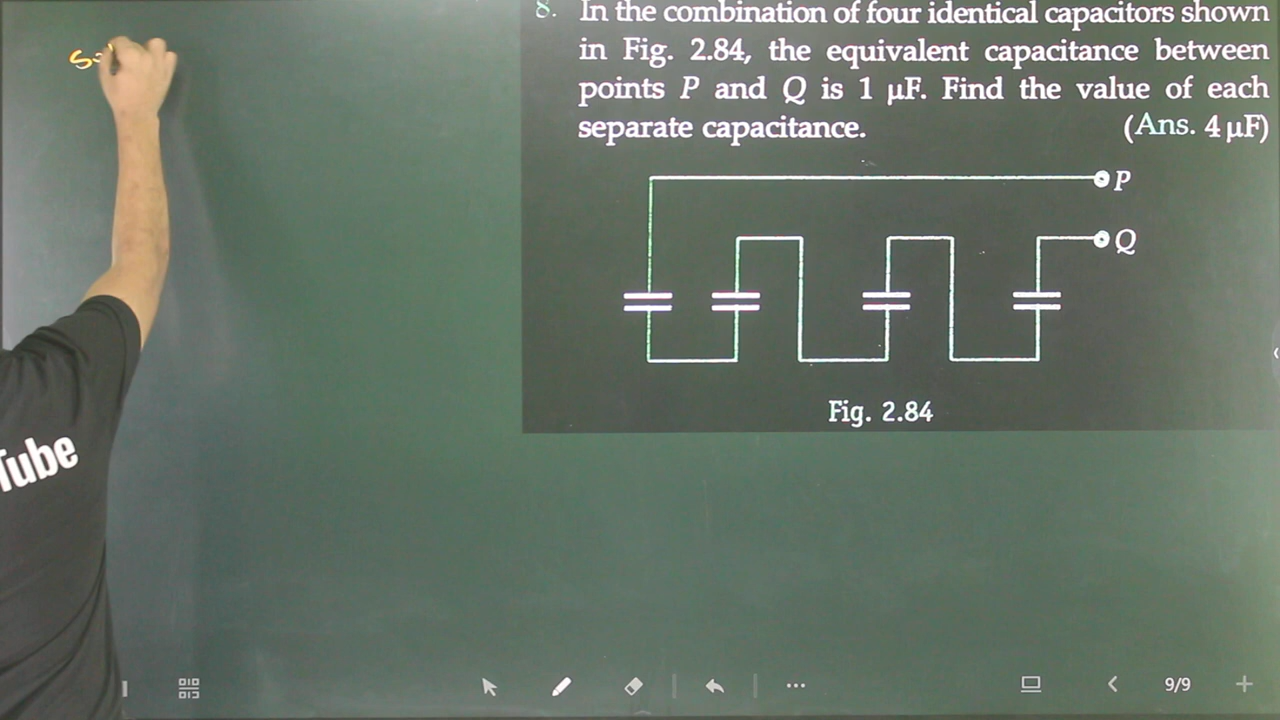 8. In the combination of four identical capacitors shown
in Fig. 2.84, the equivalent capacitance between
points P and Q is 1 μF. Find the value of each
separate capacitance. (Ans. 4 μF)
P
Q
Fig. 2.84
Tube
9/9